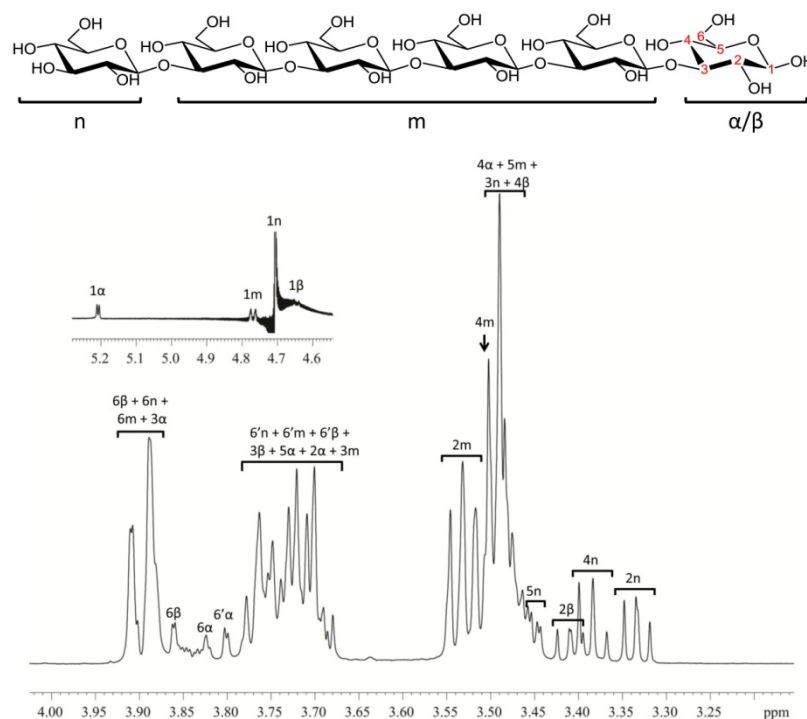 OH OH OH OH OH OH
6
HO O HO O HO O HO O HO O HO 4 5 O
HO HO O O O O O 3 2 1 OH
OH OH OH OH OH OH
n m α/β
4α + 5m +
3n + 4β
1n
1α 1m 1β
4m
5.2 5.1 5.0 4.9 4.8 4.7 4.6
6β + 6n +
6m + 3α
6'n + 6'm + 6'β +
3β + 5α + 2α + 3m
2m
4n
2n
5n
2β
6β 6α 6'α
4.00 3.95 3.90 3.85 3.80 3.75 3.70 3.65 3.60 3.55 3.50 3.45 3.40 3.35 3.30 3.25 ppm